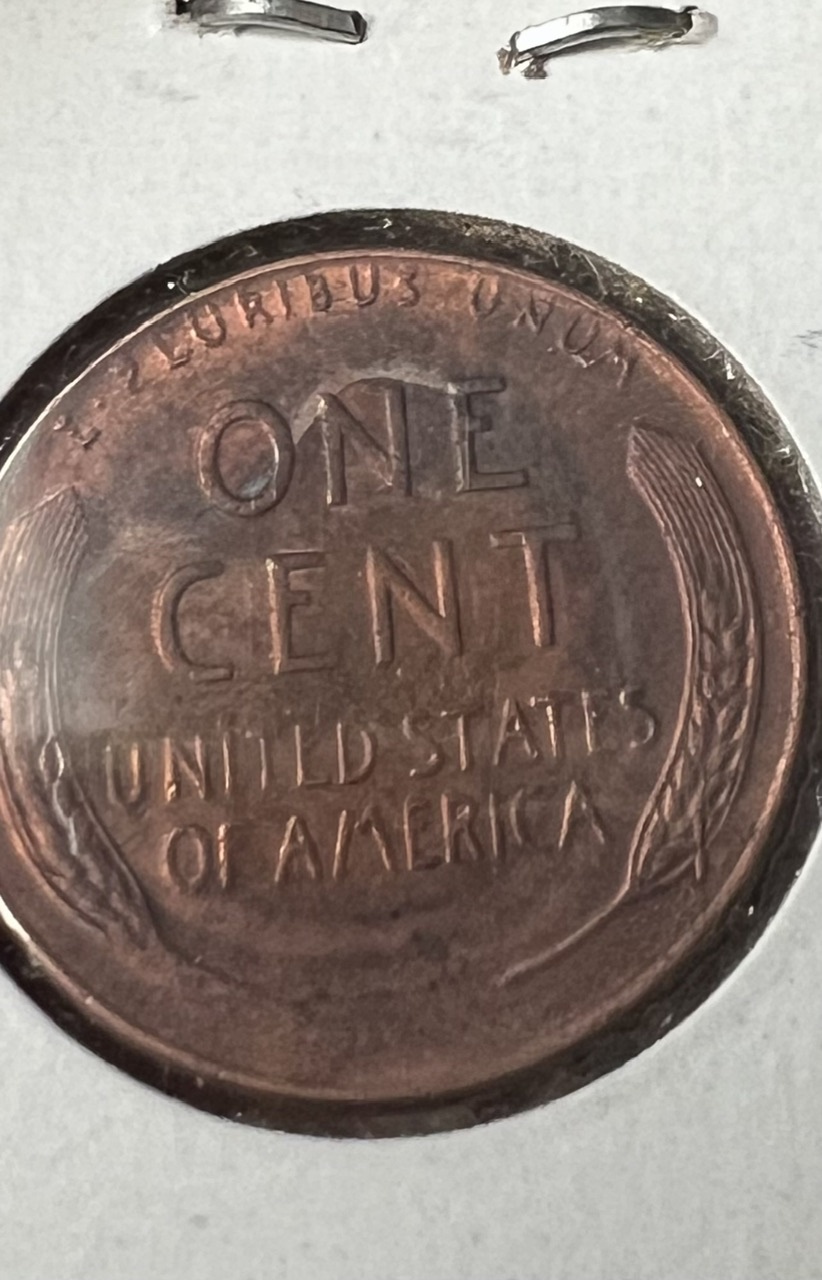 E·PLURIBUS UNUM
ONE
CENT
UNITED STATES
OF AMERICA